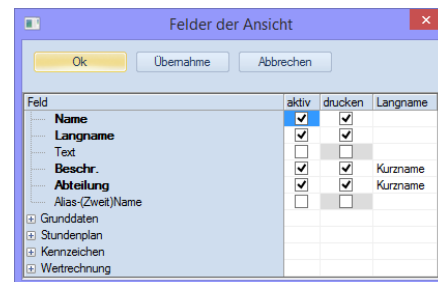 Felder der Ansicht
Ok Übernahme Abbrechen
Feld aktiv drucken Langname
Name
Langname
Text
Beschr. Kurzname
Abteilung Kurzname
Alias-(Zweit)Name
Grunddaten
Stundenplan
Kennzeichen
Wertrechnung